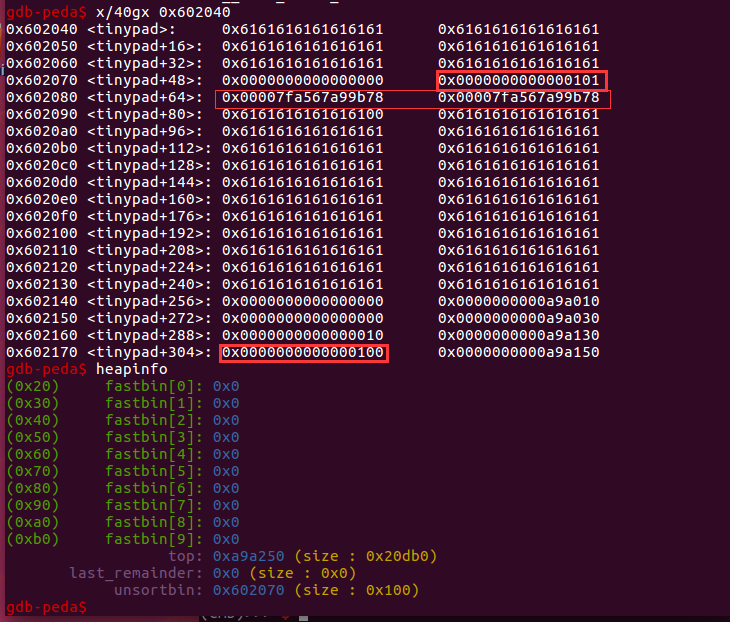 gdb-peda$ x/40gx 0x602040
0x602040 <tinypad>: 0x6161616161616161 0x6161616161616161
0x602050 <tinypad+16>: 0x6161616161616161 0x6161616161616161
0x602060 <tinypad+32>: 0x6161616161616161 0x6161616161616161
0x602070 <tinypad+48>: 0x0000000000000000 0x0000000000000101
0x602080 <tinypad+64>: 0x00007fa567a99b78 0x00007fa567a99b78
0x602090 <tinypad+80>: 0x6161616161616100 0x6161616161616161
0x6020a0 <tinypad+96>: 0x6161616161616161 0x6161616161616161
0x6020b0 <tinypad+112>: 0x6161616161616161 0x6161616161616161
0x6020c0 <tinypad+128>: 0x6161616161616161 0x6161616161616161
0x6020d0 <tinypad+144>: 0x6161616161616161 0x6161616161616161
0x6020e0 <tinypad+160>: 0x6161616161616161 0x6161616161616161
0x6020f0 <tinypad+176>: 0x6161616161616161 0x6161616161616161
0x602100 <tinypad+192>: 0x6161616161616161 0x6161616161616161
0x602110 <tinypad+208>: 0x6161616161616161 0x6161616161616161
0x602120 <tinypad+224>: 0x6161616161616161 0x6161616161616161
0x602130 <tinypad+240>: 0x6161616161616161 0x6161616161616161
0x602140 <tinypad+256>: 0x0000000000000000 0x0000000000a9a010
0x602150 <tinypad+272>: 0x0000000000000000 0x0000000000a9a030
0x602160 <tinypad+288>: 0x0000000000000010 0x0000000000a9a130
0x602170 <tinypad+304>: 0x0000000000000100 0x0000000000a9a150
gdb-peda$ heapinfo
(0x20) fastbin[0]: 0x0
(0x30) fastbin[1]: 0x0
(0x40) fastbin[2]: 0x0
(0x50) fastbin[3]: 0x0
(0x60) fastbin[4]: 0x0
(0x70) fastbin[5]: 0x0
(0x80) fastbin[6]: 0x0
(0x90) fastbin[7]: 0x0
(0xa0) fastbin[8]: 0x0
(0xb0) fastbin[9]: 0x0
top: 0xa9a250 (size : 0x20db0)
last_remainder: 0x0 (size : 0x0)
unsortbin: 0x602070 (size : 0x100)
gdb-peda$